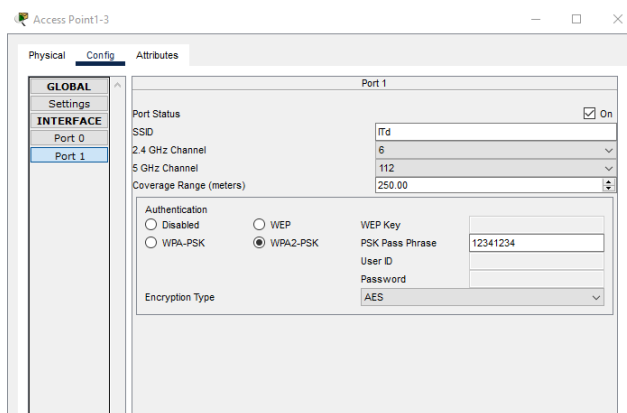 Access Point1-3
Physical Config Attributes
GLOBAL
Settings
INTERFACE
Port 0
Port 1
Port 1
Port Status On
SSID ITd
2.4 GHz Channel 6
5 GHz Channel 112
Coverage Range (meters) 250.00
Authentication
Disabled WEP WEP Key
WPA-PSK WPA2-PSK PSK Pass Phrase 12341234
User ID
Password
Encryption Type AES